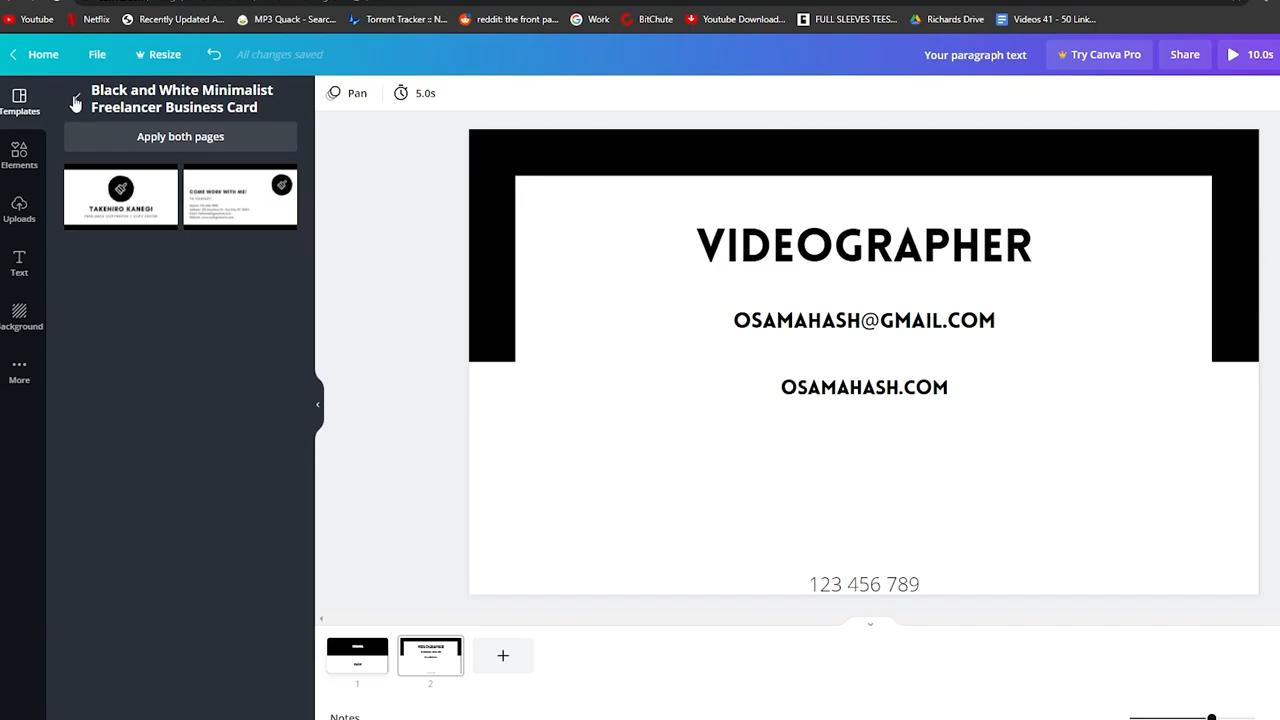 Youtube Netflix Recently Updated A... MP3 Quack - Searc... Torrent Tracker :: N... reddit: the front pa... Work BitChute Youtube Download... FULL SLEEVES TEES... Richards Drive Videos 41 - 50 Link...
Home File Resize All changes saved Your paragraph text Try Canva Pro Share 10.0s
Black and White Minimalist
Freelancer Business Card
Pan 5.0s
Templates
Apply both pages
Elements
TAKEHIRO KANEGI
COME WORK WITH ME!
Uploads
Text
Background
More
VIDEOGRAPHER
OSAMAHASH@GMAIL.COM
OSAMAHASH.COM
123 456 789
VIDEOGRAPHER
1 2
Notes